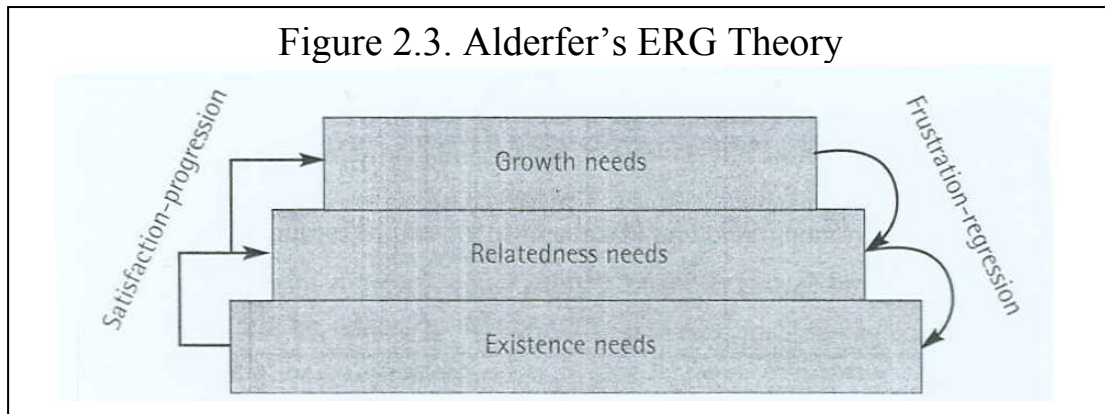 Figure 2.3. Alderfer’s ERG Theory
Satisfaction-progression
Growth needs
Relatedness needs
Existence needs
Frustration-regression